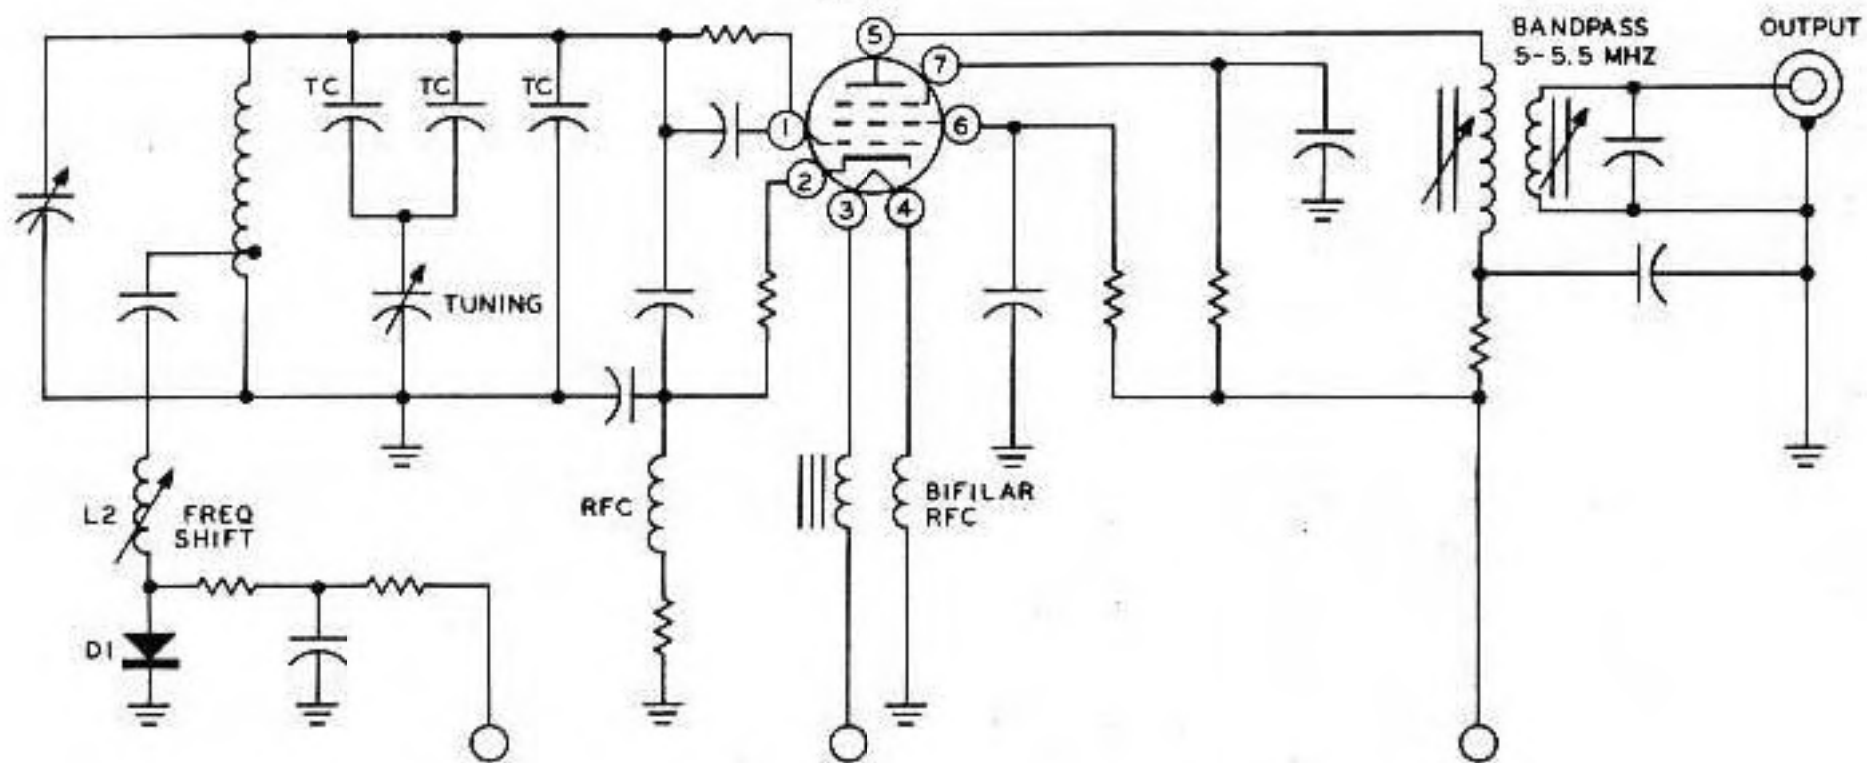 BANDPASS
5-5.5 MHZ
OUTPUT
5
7
TC
TC
TC
1
6
2
3
4
TUNING
L2
FREQ
SHIFT
RFC
BIFILAR
RFC
D1